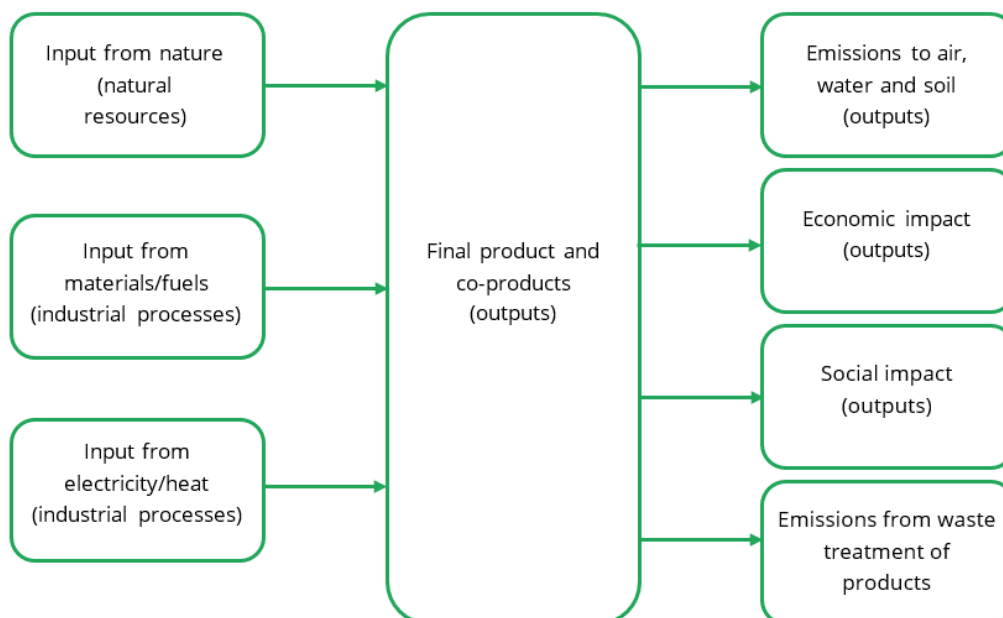 Input from nature
(natural
resources)
Input from
materials/fuels
(industrial processes)
Input from
electricity/heat
(industrial processes)
Final product and
co-products
(outputs)
Emissions to air,
water and soil
(outputs)
Economic impact
(outputs)
Social impact
(outputs)
Emissions from waste
treatment of
products